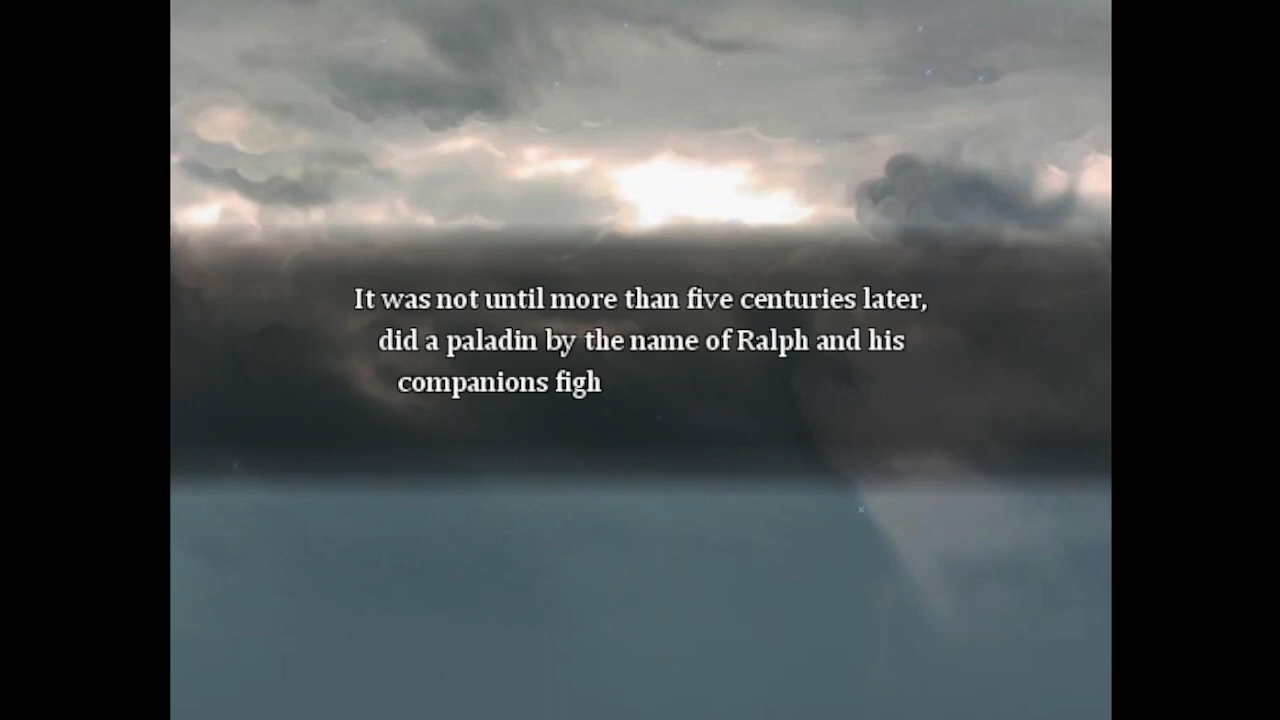 It was not until more than five centuries later,
did a paladin by the name of Ralph and his
companions figh